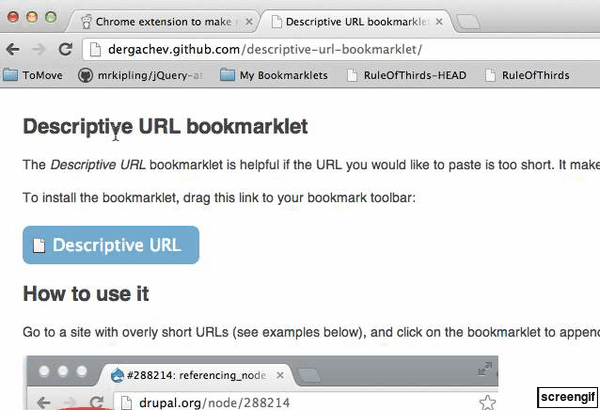 Chrome extension to make
Descriptive URL bookmarklet
dergachev.github.com/descriptive-url-bookmarklet/
ToMove mrkipling/jQuery-at My Bookmarklets RuleOfThirds-HEAD RuleOfThirds
Descriptive URL bookmarklet
The Descriptive URL bookmarklet is helpful if the URL you would like to paste is too short. It make
To install the bookmarklet, drag this link to your bookmark toolbar:
Descriptive URL
How to use it
Go to a site with overly short URLs (see examples below), and click on the bookmarklet to appen
#288214: referencing_node
drupal.org/node/288214
screengif